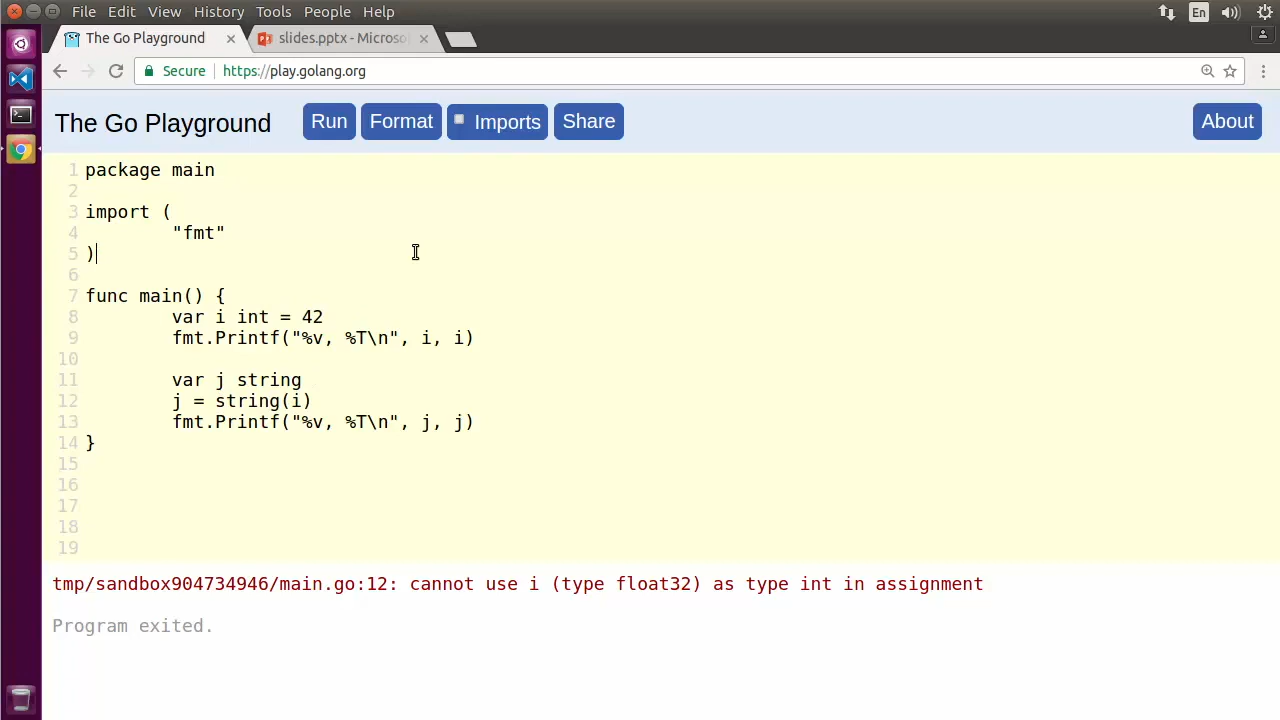 File Edit View History Tools People Help
En
The Go Playground
slides.pptx - Microso
Secure https://play.golang.org
The Go Playground Run Format Imports Share About
1 package main
2
3 import (
4 "fmt"
5 )
6
7 func main() {
8 var i int = 42
9 fmt.Printf("%v, %T\n", i, i)
10
11 var j string
12 j = string(i)
13 fmt.Printf("%v, %T\n", j, j)
14 }
15
16
17
18
19
tmp/sandbox904734946/main.go:12: cannot use i (type float32) as type int in assignment
Program exited.